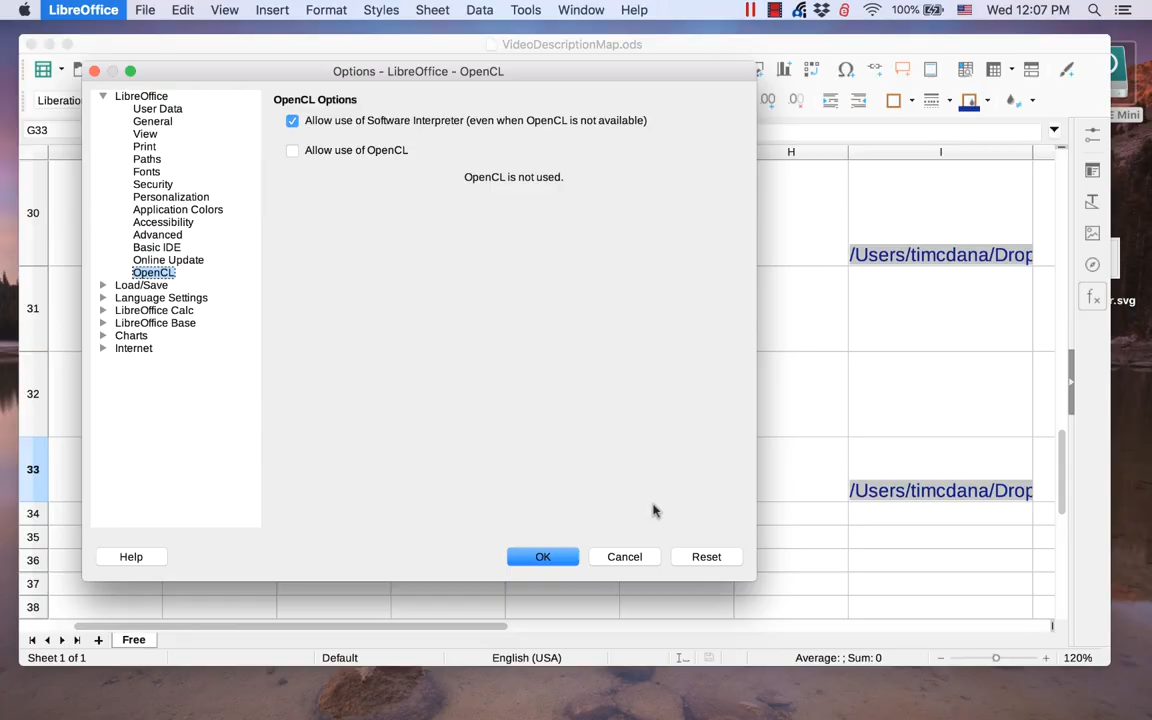 LibreOffice File Edit View Insert Format Styles Sheet Data Tools Window Help 100% Wed 12:07 PM
VideoDescriptionMap.ods
Options - LibreOffice - OpenCL
Liberatio
G33
H I
LibreOffice
User Data
General
View
Print
Paths
Fonts
Security
Personalization
Application Colors
Accessibility
Advanced
Basic IDE
Online Update
OpenCL
Load/Save
Language Settings
LibreOffice Calc
LibreOffice Base
Charts
Internet
OpenCL Options
Allow use of Software Interpreter (even when OpenCL is not available)
Allow use of OpenCL
OpenCL is not used.
Help OK Cancel Reset
30
31
32
33
34
35
36
37
38
/Users/timcdana/Drop
/Users/timcdana/Drop
E Mini
r.svg
Free
Sheet 1 of 1 Default English (USA) Average: ; Sum: 0 120%